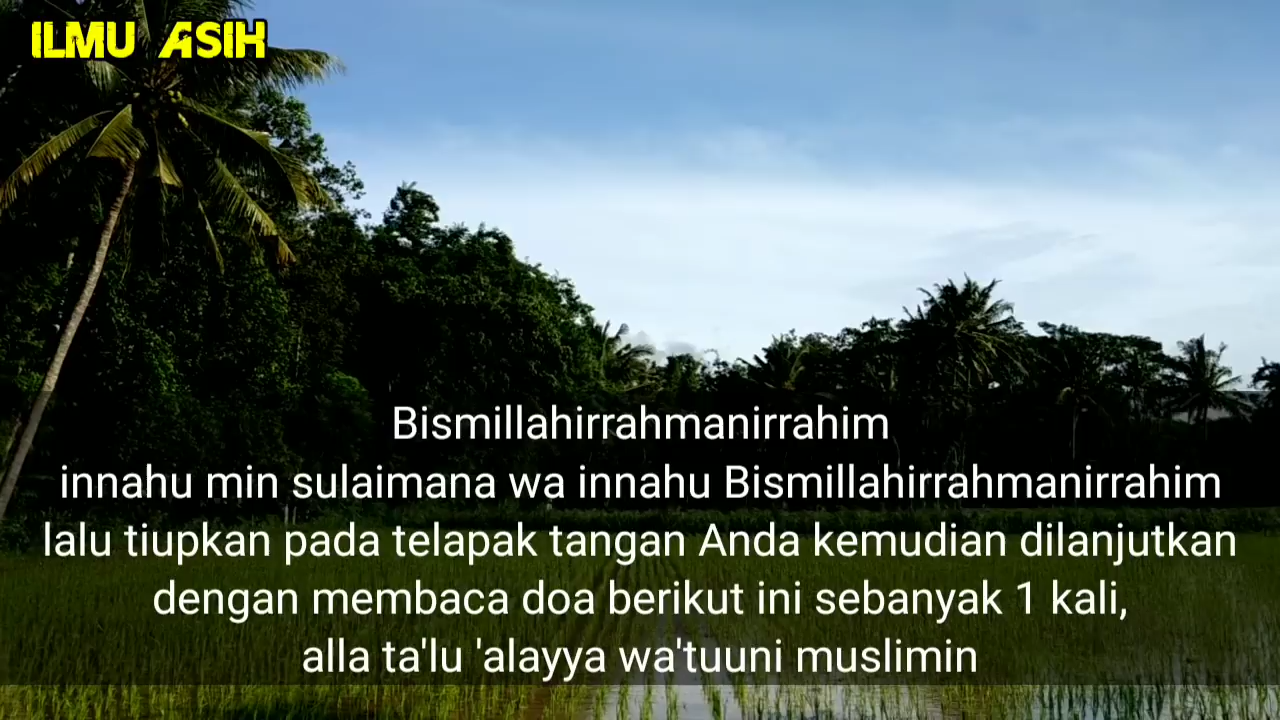 ILMU ASIH
Bismillahirrahmanirrahim
innahu min sulaimana wa innahu Bismillahirrahmanirrahim
lalu tiupkan pada telapak tangan Anda kemudian dilanjutkan
dengan membaca doa berikut ini sebanyak 1 kali,
alla ta'lu 'alayya wa'tuuni muslimin